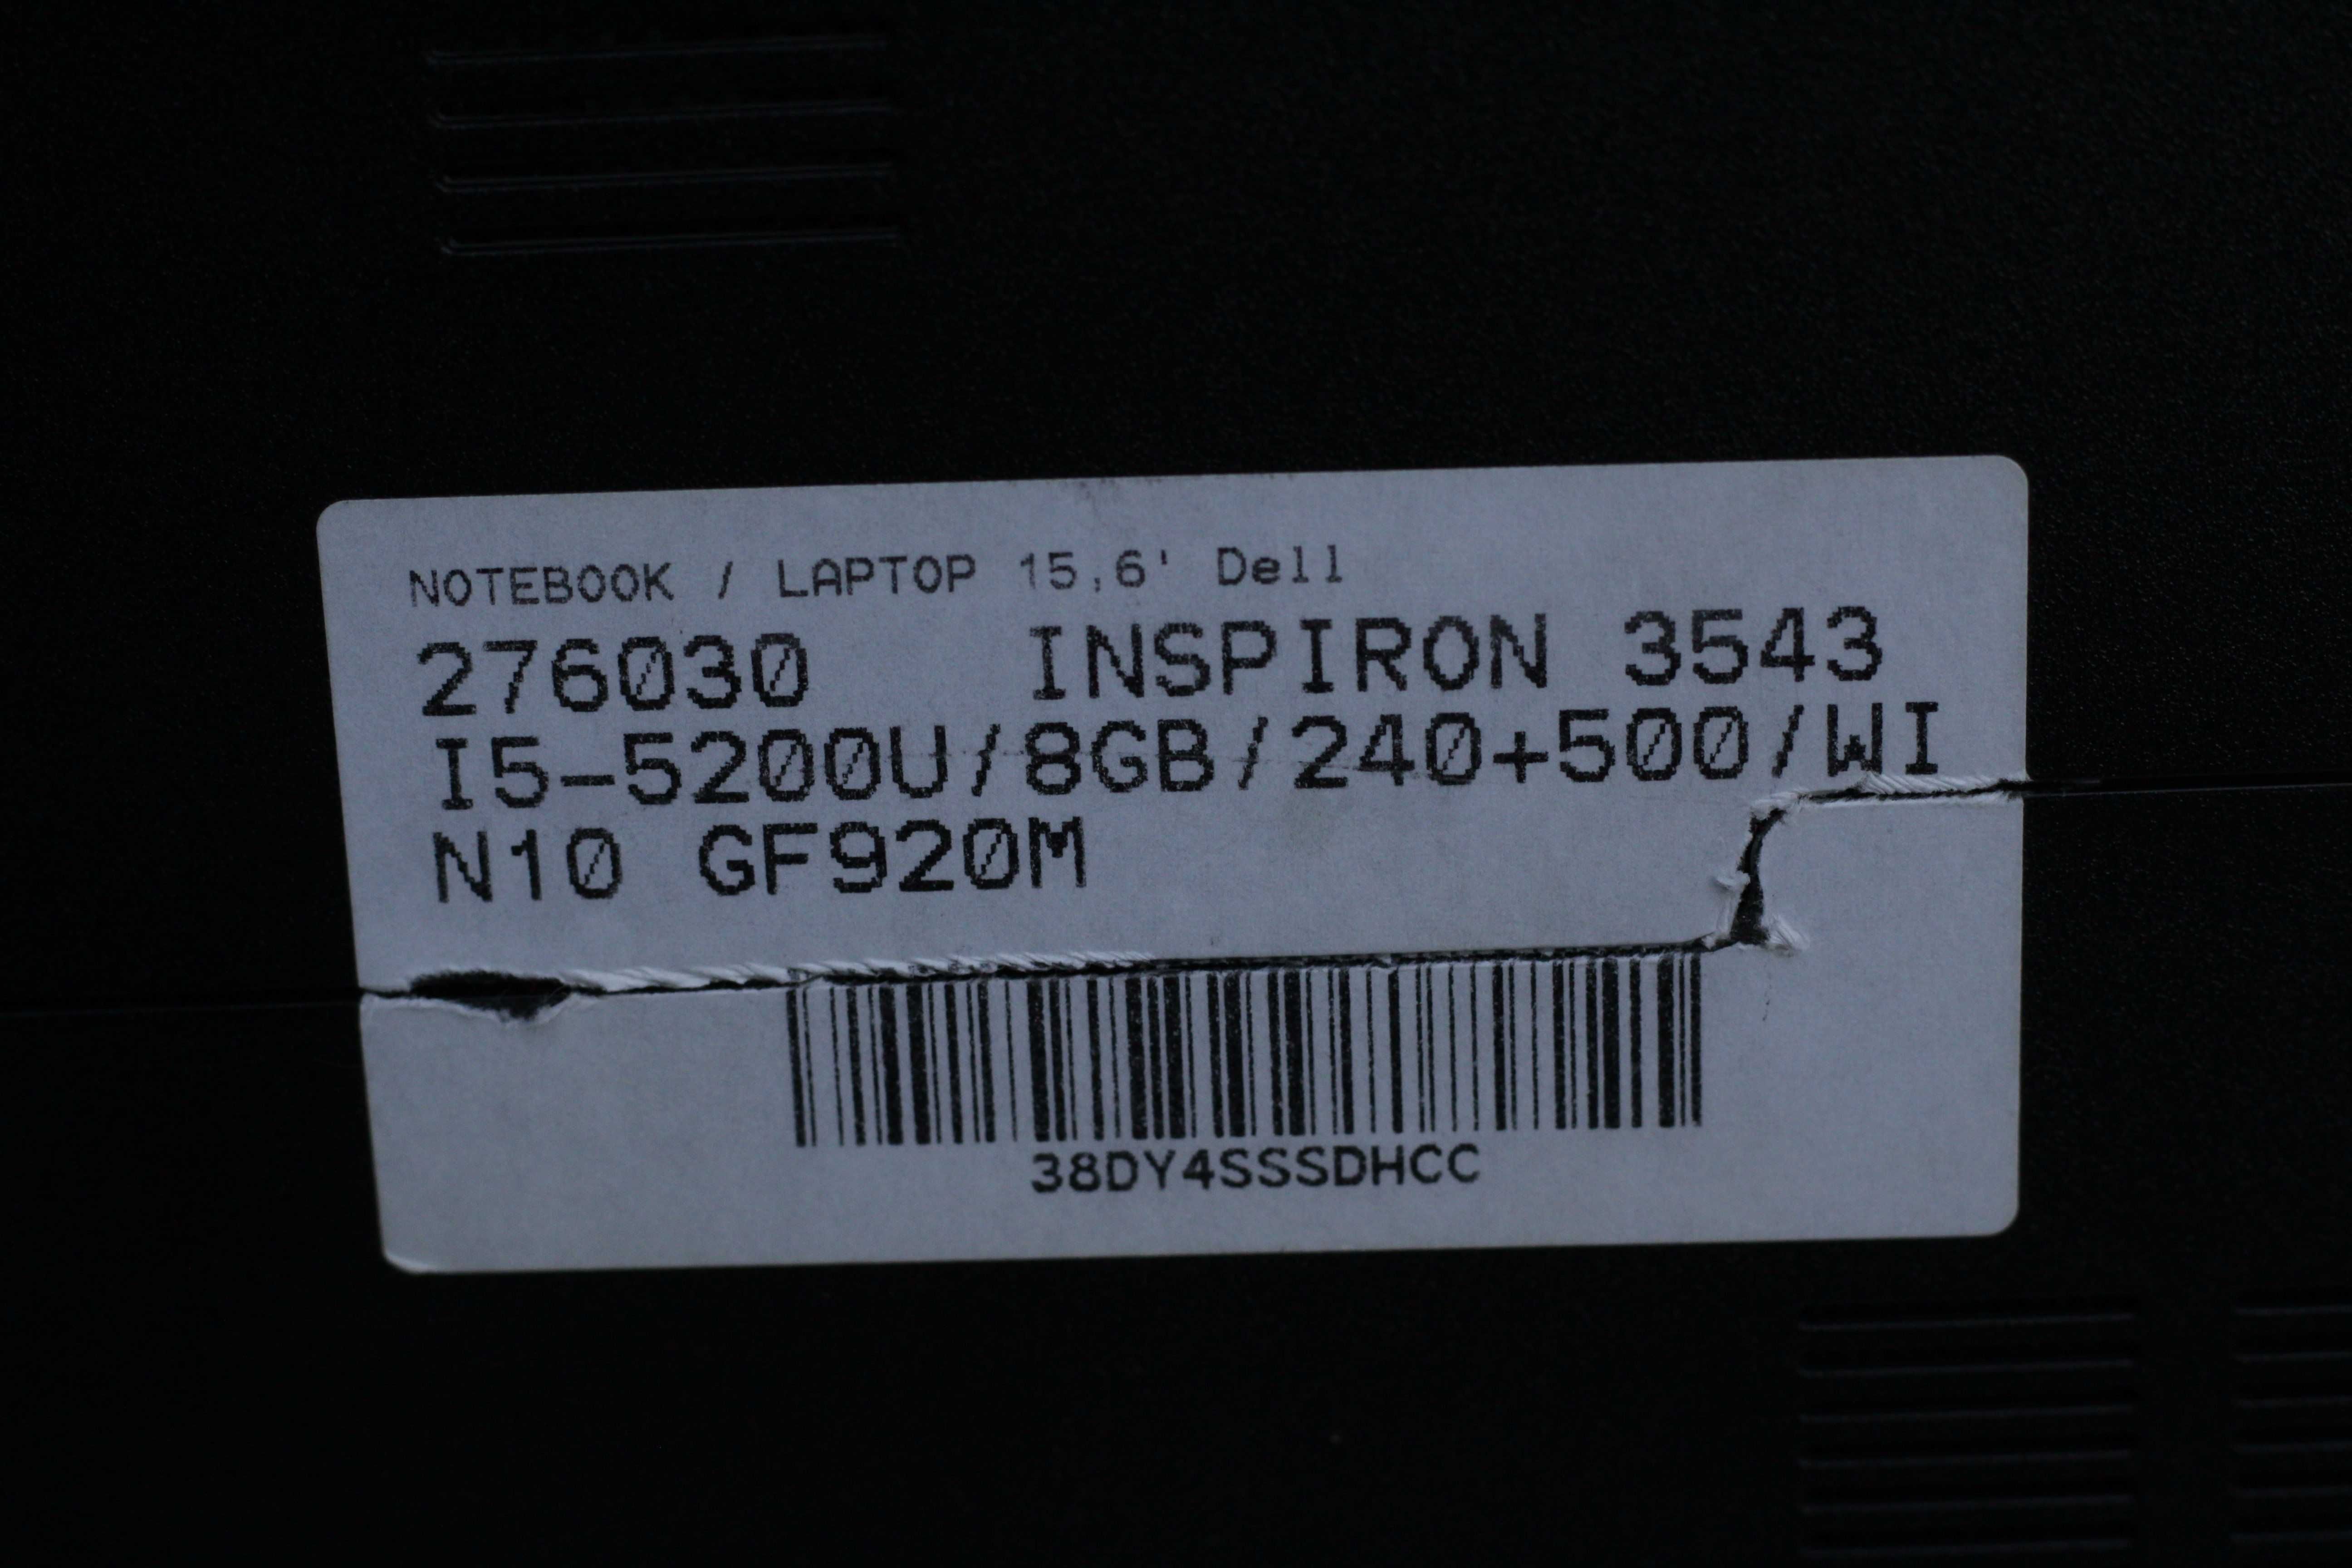 NOTEBOOK / LAPTOP 15,6' Dell
276030 INSPIRON 3543
I5-5200U/8GB/240+500/WI
N10 GF920M
38DY4SSSDHCC